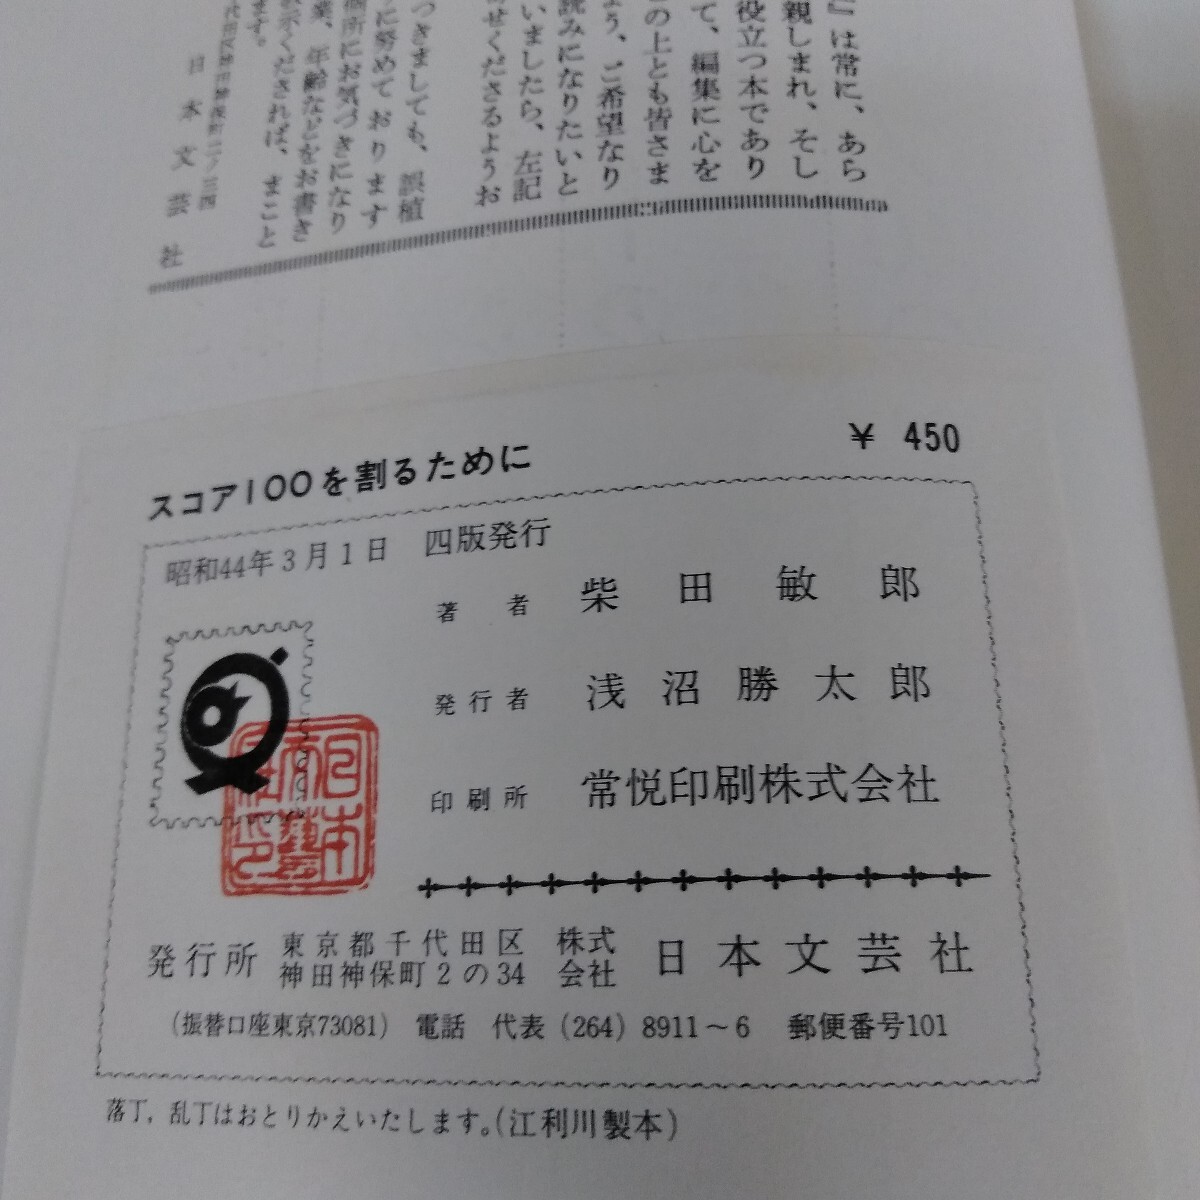 』は常に、あら
親しまれ、そし
役立つ本であり
て、編集に心を
の上とも皆さま
う、ご希望なり
読みになりたいと
いましたら、左記
せくださるようお
つきましても、誤植
に努めております
箇所にお気づきになり
業、年齢などをお書き
示くだされば、まこと
ます。
日本文芸社
スコア100を割るために
¥ 450
昭和44年3月1日 四版発行
著者 柴田敏郎
発行者 浅沼勝太郎
印刷所 常悦印刷株式会社
発行所 東京都千代田区神田神保町2の34 株式会社 日本文芸社
(振替口座東京73081) 電話 代表(264)8911~6 郵便番号101
落丁,乱丁はおとりかえいたします。(江利川製本)